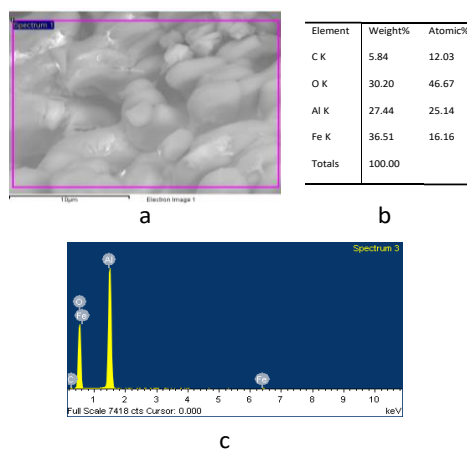 Spectrum 1
10µm
Electron Image 1
a
Element Weight% Atomic%
C K 5.84 12.03
O K 30.20 46.67
Al K 27.44 25.14
Fe K 36.51 16.16
Totals 100.00
b
Spectrum 3
Al
O
Fe
Fe
1 2 3 4 5 6 7 8 9 10
Full Scale 7418 cts Cursor: 0.000 keV
c